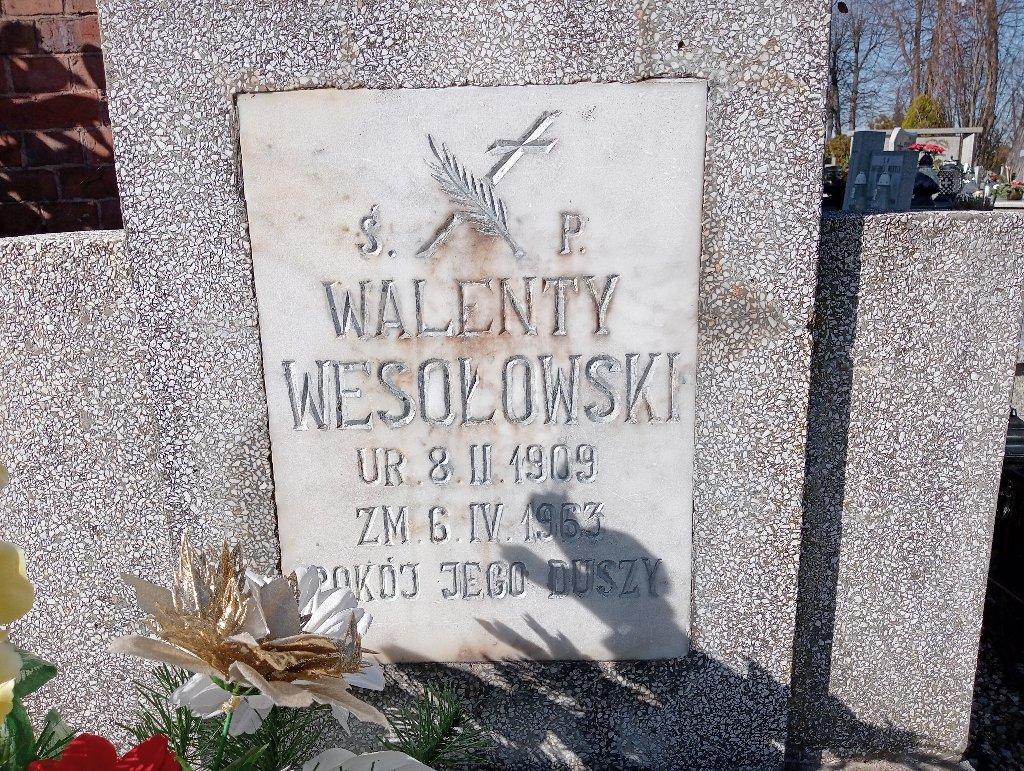 Ś. P.
WALENTY
WESOŁOWSKI
UR. 8. II. 1909
ZM. 6. IV. 1963
POKÓJ JEGO DUSZY